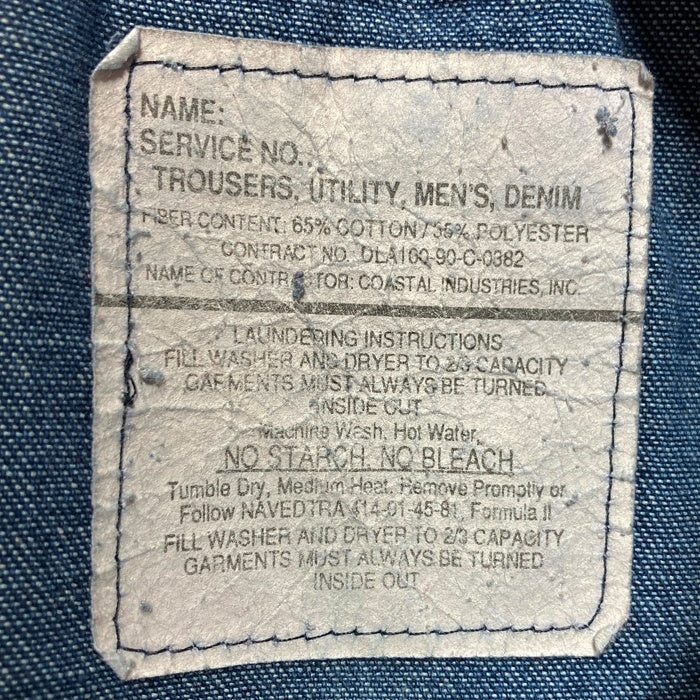 NAME:
SERVICE NO.:
TROUSERS, UTILITY, MEN'S, DENIM
FIBER CONTENT: 65% COTTON / 35% POLYESTER
CONTRACT NO. DLA100-90-C-0382
NAME OF CONTR TOR: COASTAL INDUSTRIES, INC.
LAUNDERING INSTRUCTIONS
FILL WASHER AND DRYER TO 2/3 CAPACITY
GARMENTS MUST ALWAYS BE TURNED
INSIDE OUT
Machine Wash, Hot Water,
NO STARCH, NO BLEACH
Tumble Dry, Medium Heat, Remove Promptly or
Follow NAVEDTRA 414-01-45-81, Formula II
FILL WASHER AND DRYER TO 2/3 CAPACITY
GARMENTS MUST ALWAYS BE TURNED
INSIDE OUT